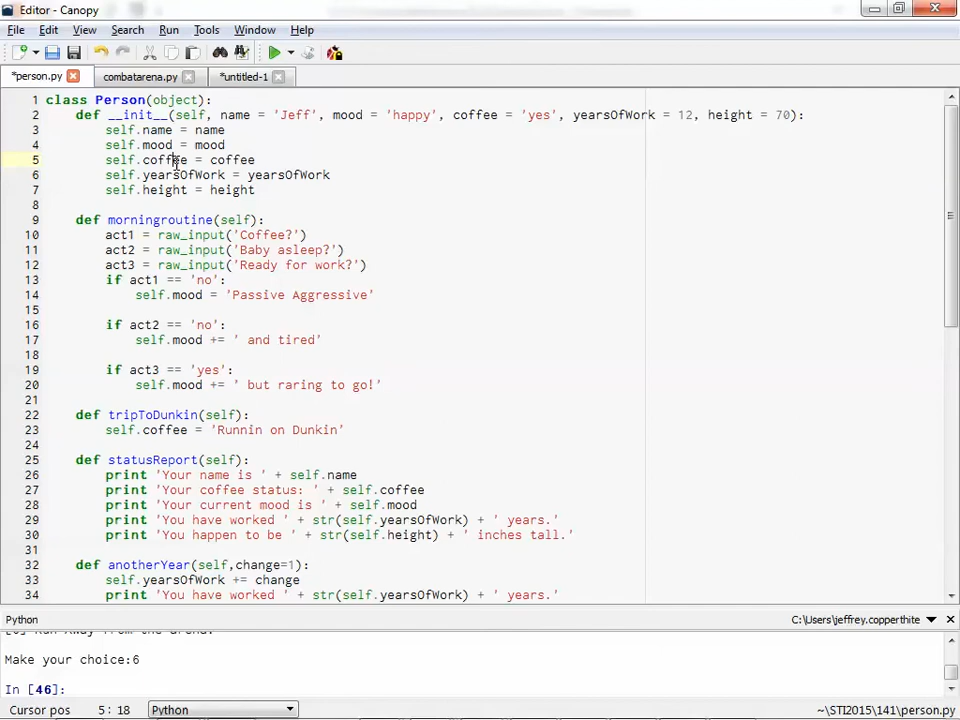 Editor - Canopy
File Edit View Search Run Tools Window Help
*person.py combatarena.py *untitled-1
1 class Person(object):
2     def __init__(self, name = 'Jeff', mood = 'happy', coffee = 'yes', yearsOfWork = 12, height = 70):
3         self.name = name
4         self.mood = mood
5         self.coffee = coffee
6         self.yearsOfWork = yearsOfWork
7         self.height = height
8
9     def morningroutine(self):
10         act1 = raw_input('Coffee?')
11         act2 = raw_input('Baby asleep?')
12         act3 = raw_input('Ready for work?')
13         if act1 == 'no':
14             self.mood = 'Passive Aggressive'
15
16         if act2 == 'no':
17             self.mood += ' and tired'
18
19         if act3 == 'yes':
20             self.mood += ' but raring to go!'
21
22     def tripToDunkin(self):
23         self.coffee = 'Runnin on Dunkin'
24
25     def statusReport(self):
26         print 'Your name is ' + self.name
27         print 'Your coffee status: ' + self.coffee
28         print 'Your current mood is ' + self.mood
29         print 'You have worked ' + str(self.yearsOfWork) + ' years.'
30         print 'You happen to be ' + str(self.height) + ' inches tall.'
31
32     def anotherYear(self,change=1):
33         self.yearsOfWork += change
34         print 'You have worked ' + str(self.yearsOfWork) + ' years.'
Python C:\Users\jeffrey.copperthite
[6] Run Away from the arena.
Make your choice:6
In [46]:
Cursor pos 5: 18 Python ~\STI2015\141\person.py